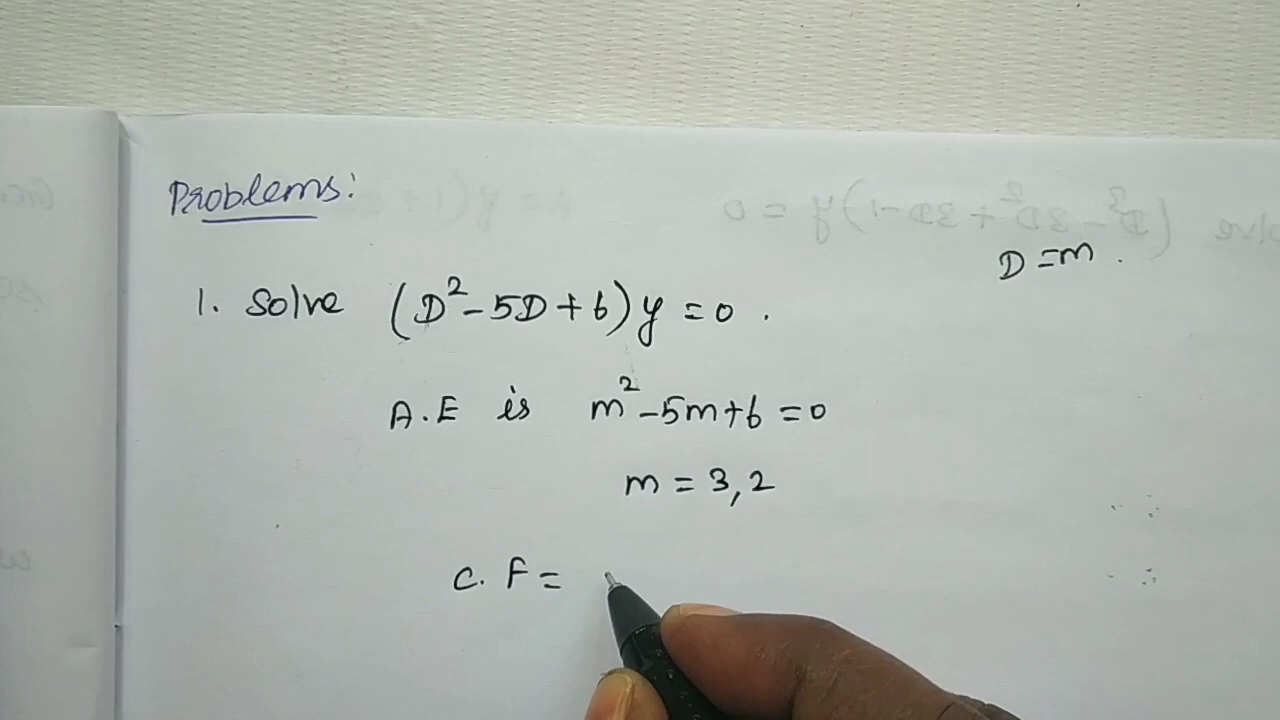 Problems:
D = m .
1. Solve (D² - 5D + 6) y = 0 .
A.E is m² - 5m + 6 = 0
m = 3, 2
C. F =